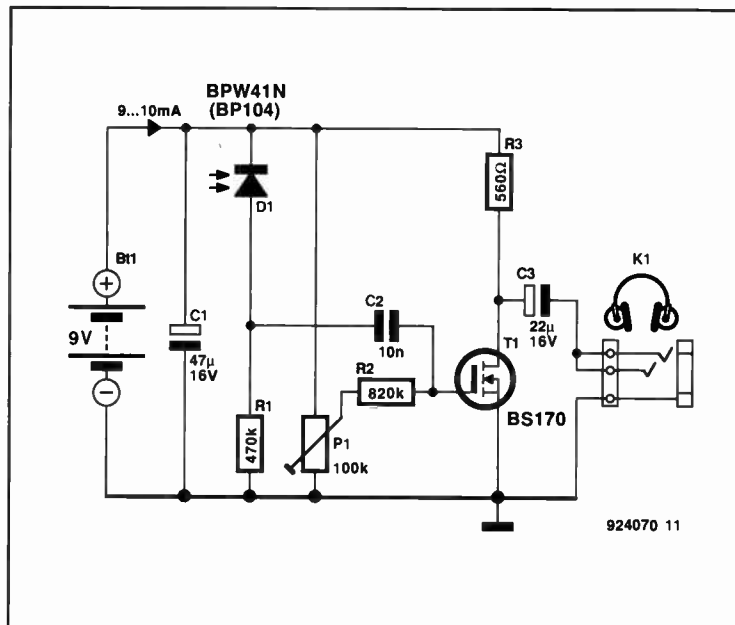 BPW41N
(BP104)
9...10mA
R3
560Ω
D1
K1
Bt1
+
C3
C2
C1
22µ
16V
T1
9V
10n
47µ
16V
R2
820k
−
R1
470k
P1
100k
BS170
924070 11